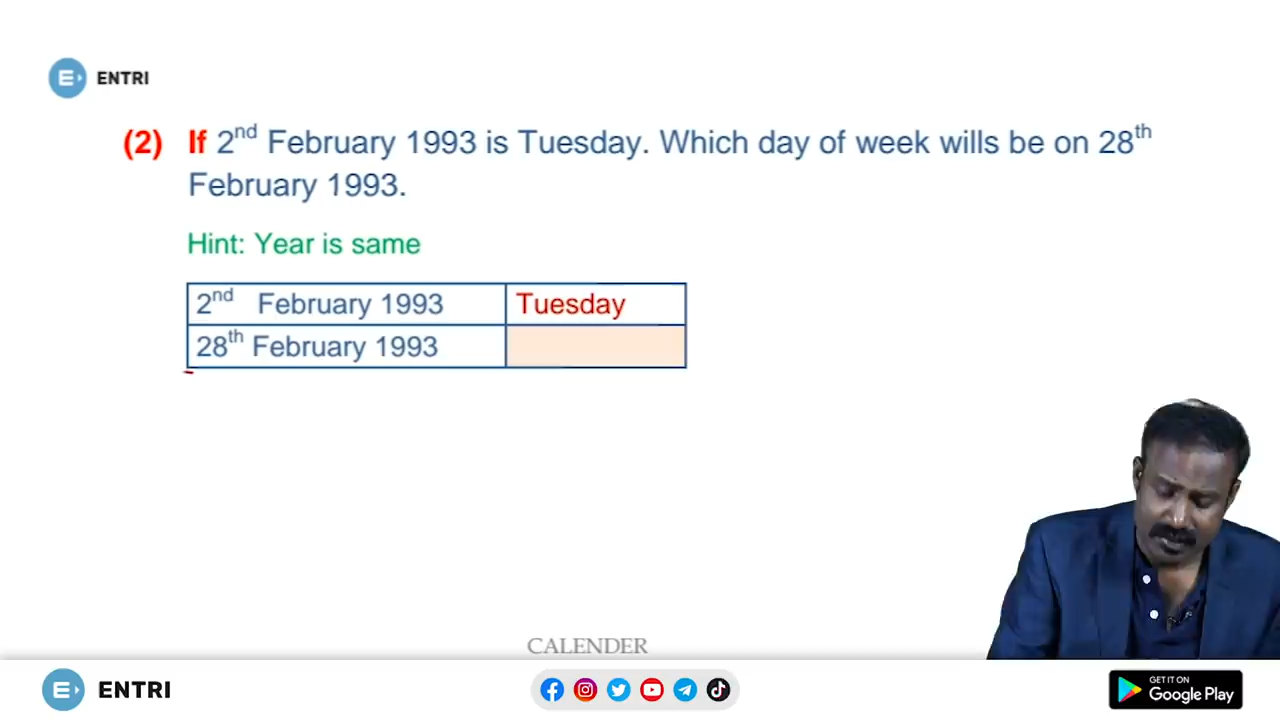 ENTRI
(2) If 2nd February 1993 is Tuesday. Which day of week wills be on 28th
February 1993.
Hint: Year is same
2nd February 1993 Tuesday
28th February 1993
CALENDER
ENTRI
GET IT ON
Google Play